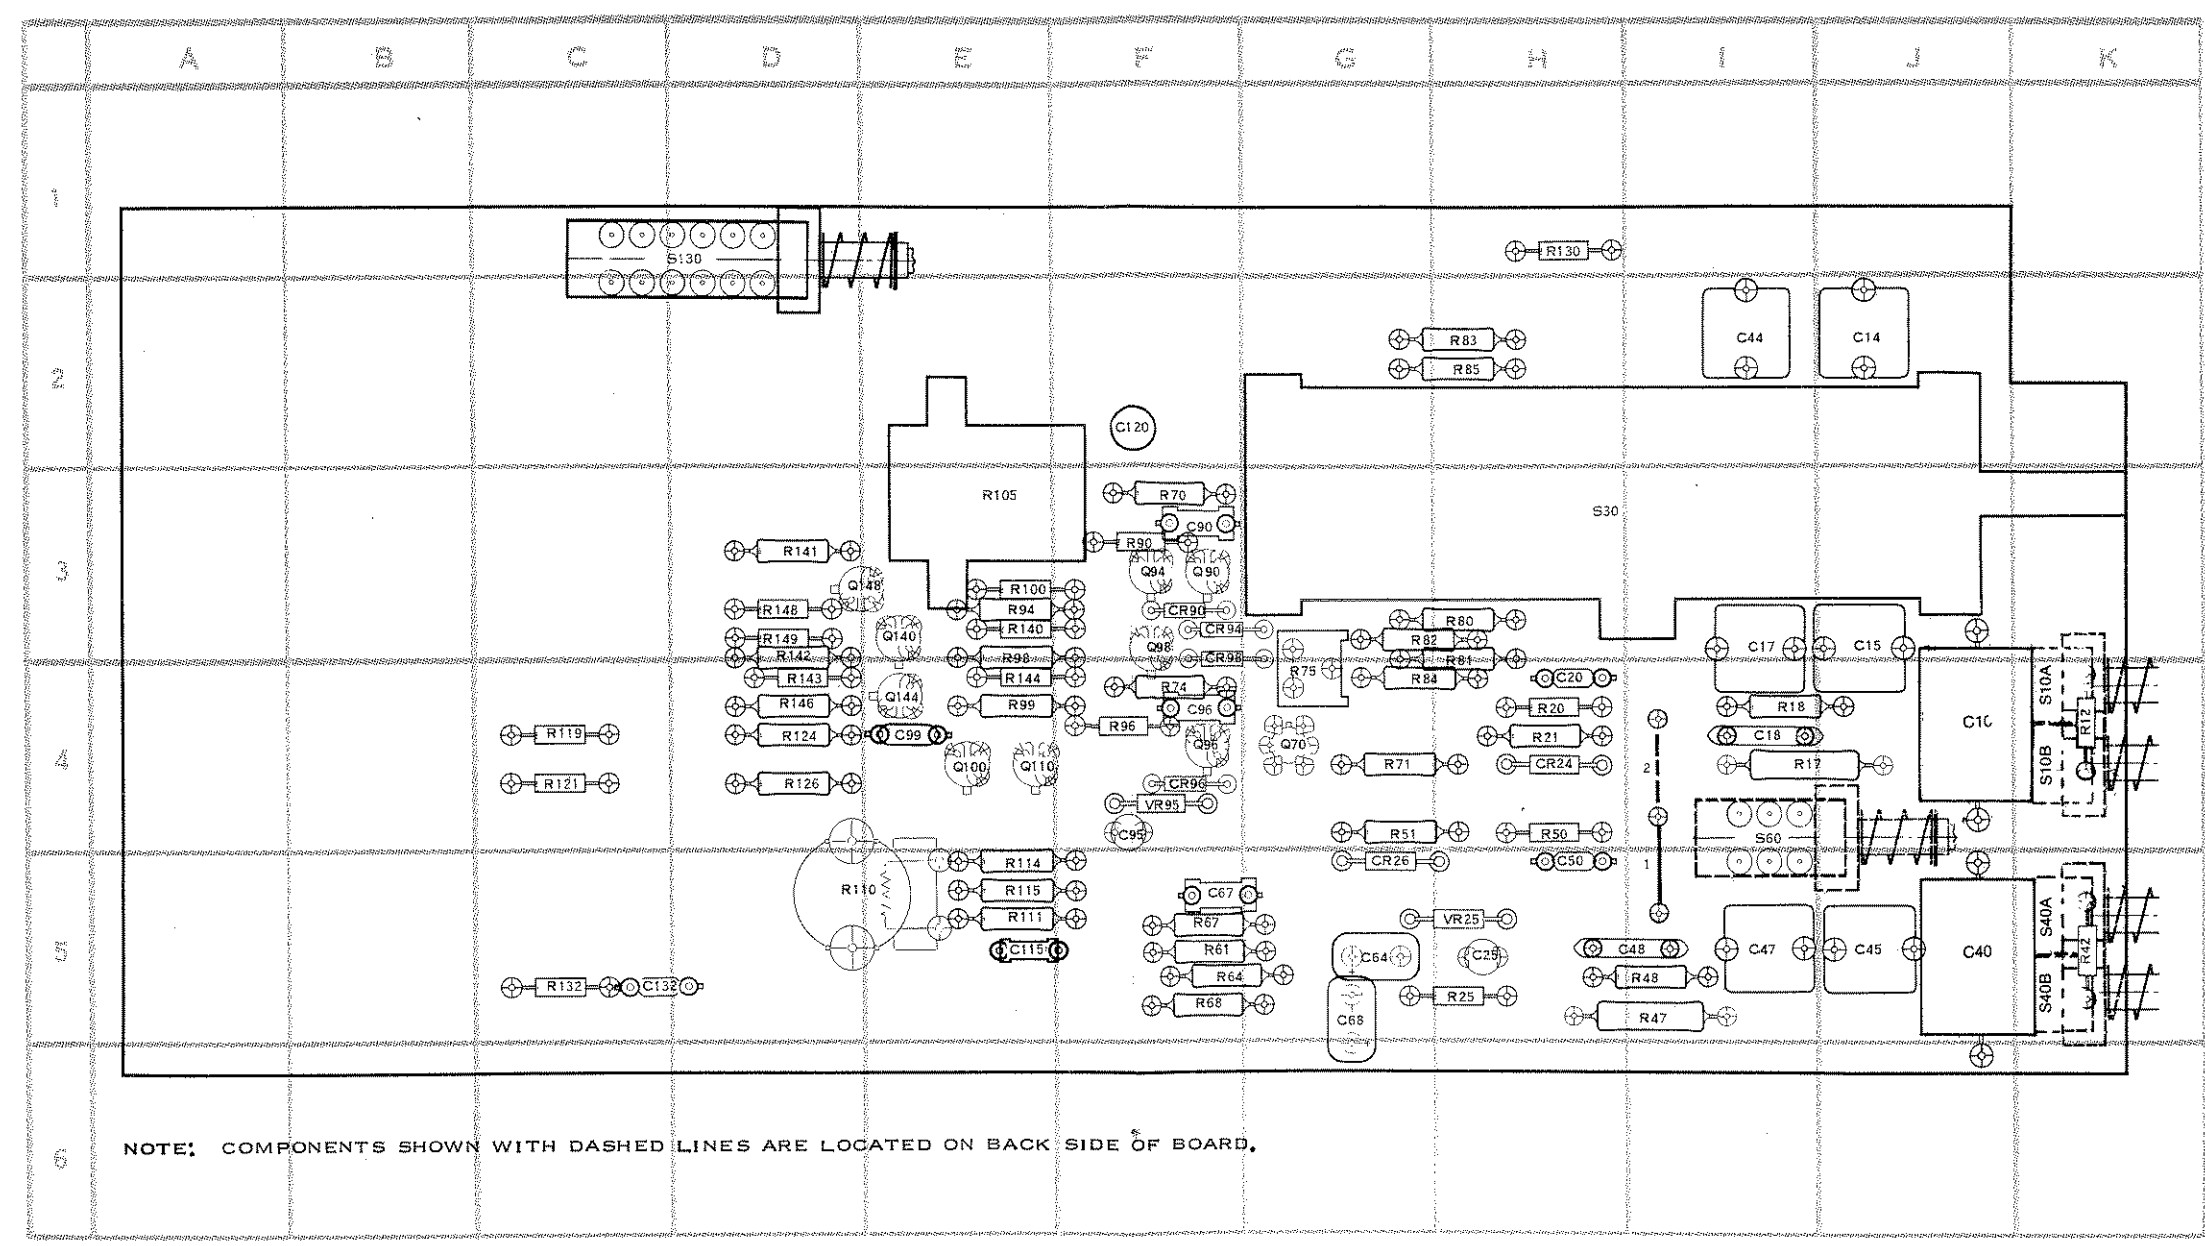 A B C D E F G H I J K
1
S130
R130
2
R83
C44 C14
R85
C120
3
R105
R70
S30
C90
R90
R141
Q94 Q90
Q148
R100
R148 R94 CR90
R80
R149 Q140 R140 CR94
R82
Q98 C17 C15
R142 R98 CR98 R81
R143 R144 R75 R84 C20
R74
S10A
Q144
R146 R99 C96 R20 R18
C10 R12
R96
R119 R124 C99 R21 C18
Q96 Q70
4
Q100 Q110 R71 CR24 R17
2
S10B
R121 R126 CR96
VR95
C95 R51 R50 S60
R114 CR26 C50 1
R110 R115 C67
R111 R67 VR25
S40A
5
C115 R61 C64 C25 C48 C47 C45 C40 R42
R64 R48
R132 C132 R68 R25
S40B
C68 R47
6
NOTE: COMPONENTS SHOWN WITH DASHED LINES ARE LOCATED ON BACK SIDE OF BOARD.